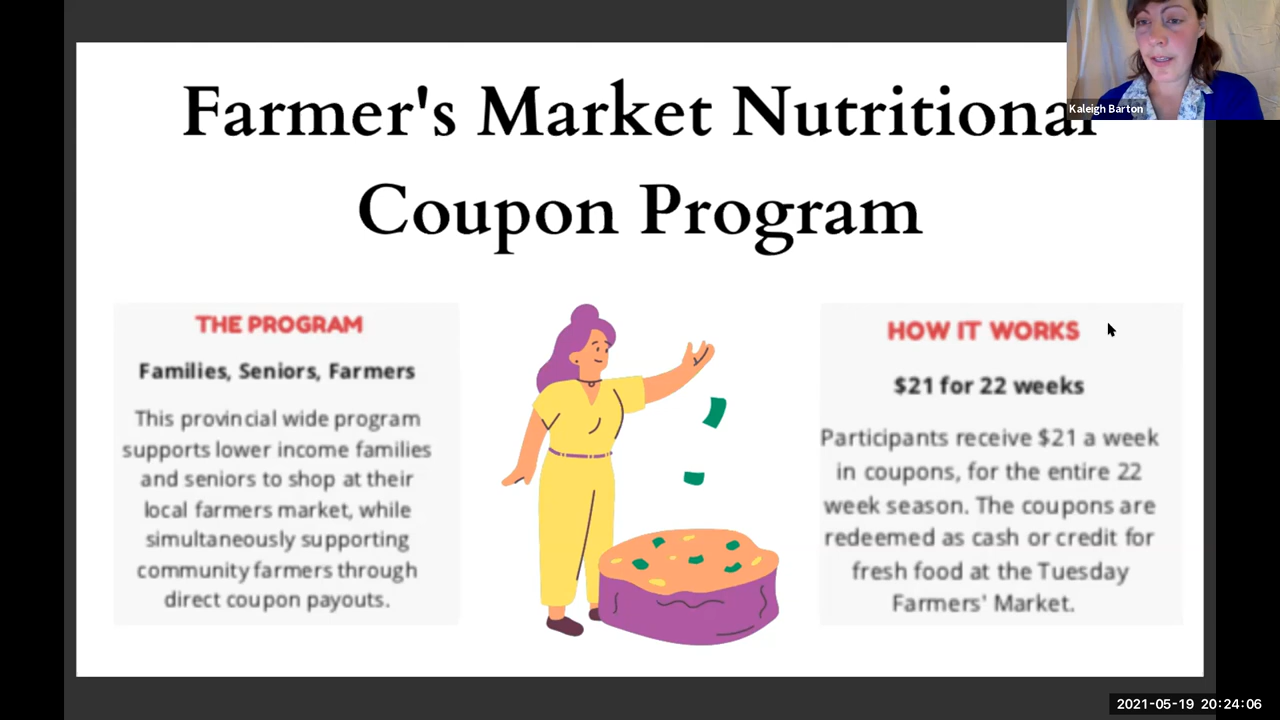 Farmer's Market Nutritional
Coupon Program
Kaleigh Barton
THE PROGRAM
Families, Seniors, Farmers
This provincial wide program
supports lower income families
and seniors to shop at their
local farmers market, while
simultaneously supporting
community farmers through
direct coupon payouts.
HOW IT WORKS
$21 for 22 weeks
Participants receive $21 a week
in coupons, for the entire 22
week season. The coupons are
redeemed as cash or credit for
fresh food at the Tuesday
Farmers' Market.
2021-05-19 20:24:06